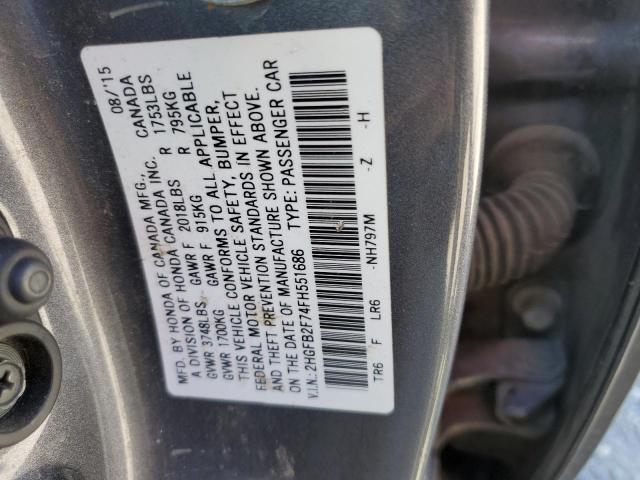 MFD. BY HONDA OF CANADA MFG., 08/'15
A DIVISION OF HONDA CANADA INC. CANADA
GVWR 3748LBS GAWR F 2018LBS R 1753LBS
GVWR 1700KG GAWR F 915KG R 795KG
THIS VEHICLE CONFORMS TO ALL APPLICABLE
FEDERAL MOTOR VEHICLE SAFETY, BUMPER,
AND THEFT PREVENTION STANDARDS IN EFFECT
ON THE DATE OF MANUFACTURE SHOWN ABOVE.
V.I.N.: 2HGFB2F74FH551686 TYPE: PASSENGER CAR
TR6 F LR6 -NH797M -Z -H